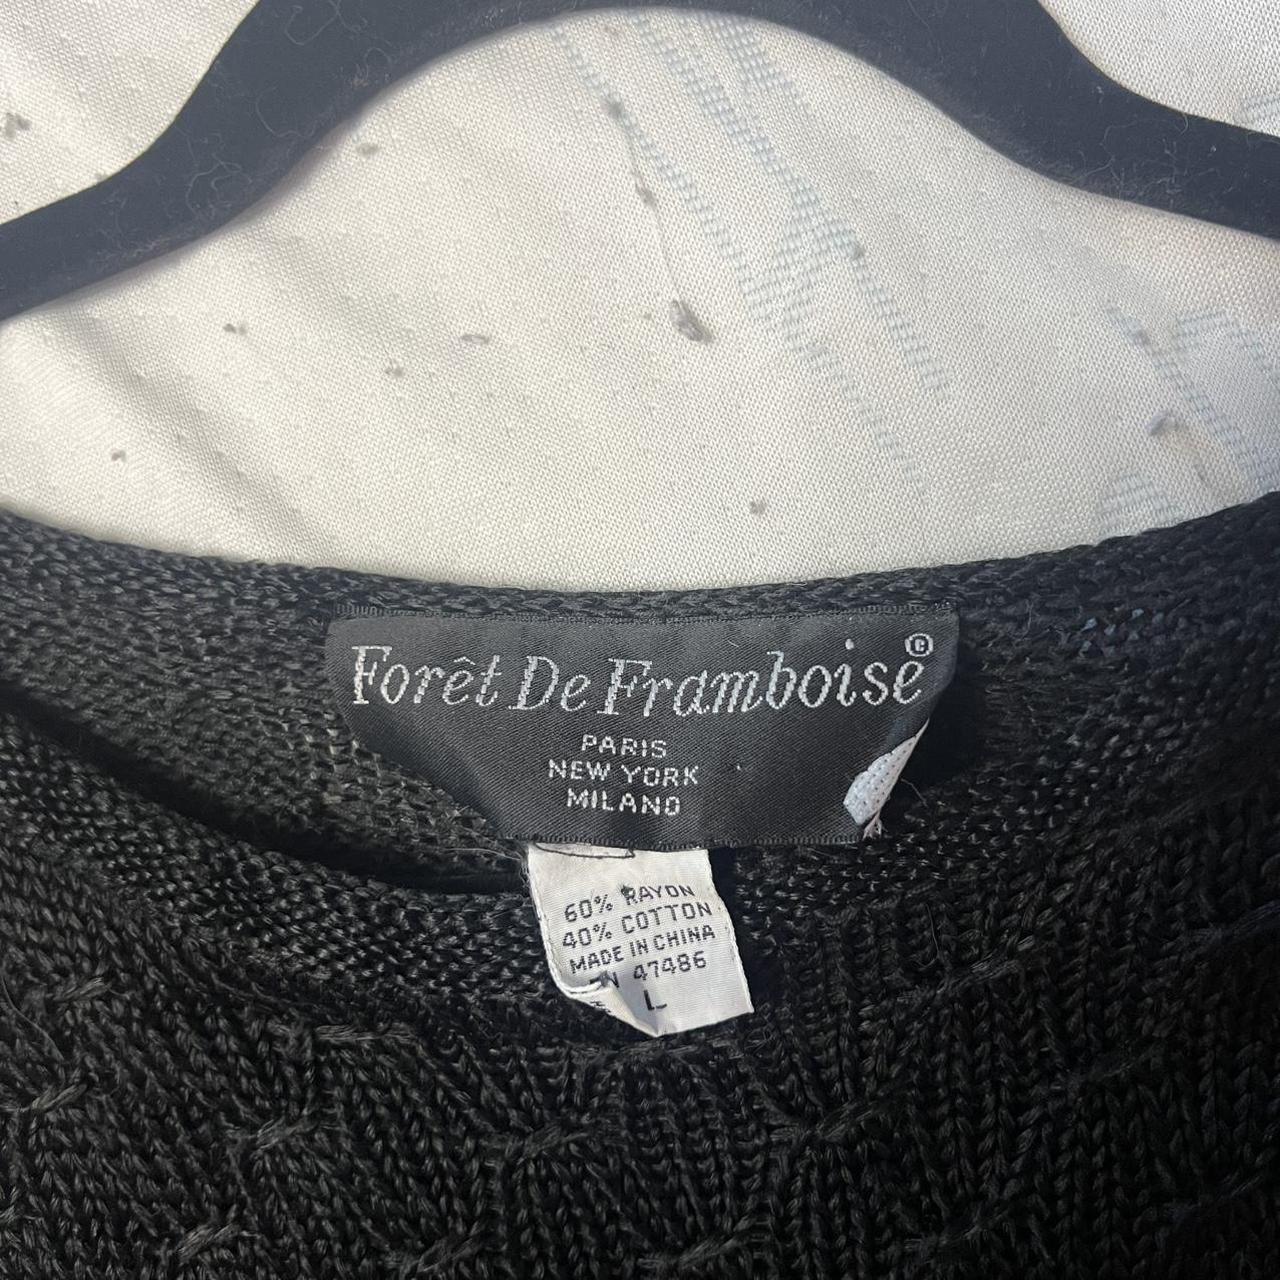 Forêt De Framboise ©
PARIS
NEW YORK
MILANO
60% RAYON
40% COTTON
MADE IN CHINA
47486
L